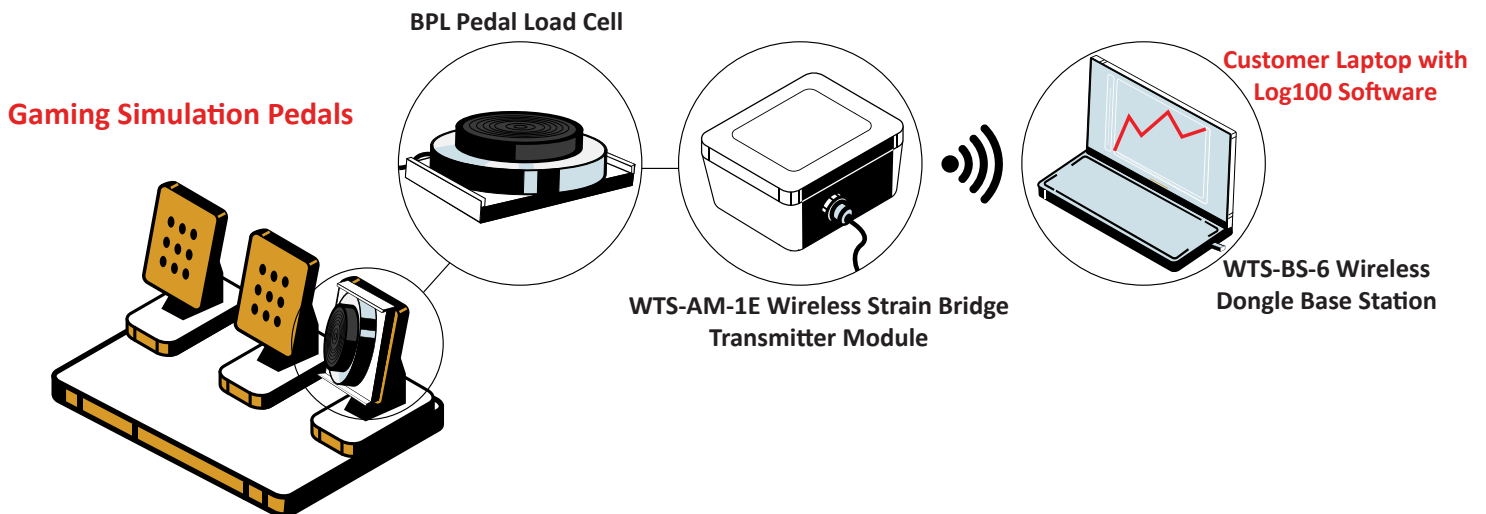 BPL Pedal Load Cell
Gaming Simulation Pedals
Customer Laptop with
Log100 Software
WTS-AM-1E Wireless Strain Bridge
Transmitter Module
WTS-BS-6 Wireless
Dongle Base Station